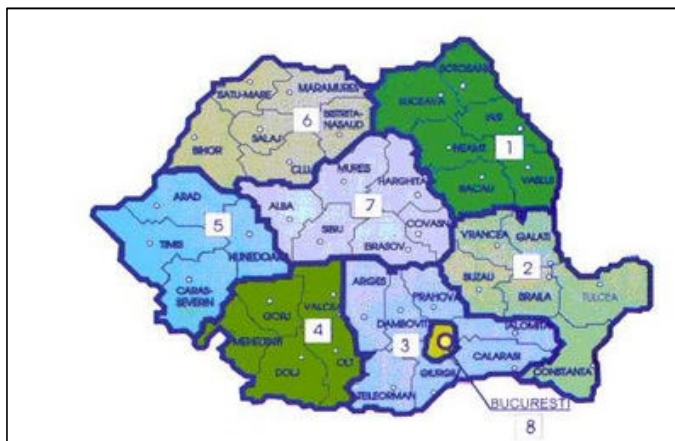 BOTOSANI
SATU-MARE
MARAMURES
SUCEAVA
IASI
6
BISTRITA-
NASAUD
SALAJ
1
BIHOR
NEAMT
CLUJ
MURES
HARGHITA
BACAU
VASLUI
ARAD
7
ALBA
5
COVASN
VRANCEA
GALATI
TIMIS
SIBIU
HUNEDOARA
BRASOV
2
BUZAU
CARAS-
SEVERIN
ARGES
BRAILA
TULCEA
VALCEA
PRAHOVA
GORJ
DAMBOVIT
IALOMITA
4
3
MEHEDINTI
OLT
CALARASI
DOLJ
GIURGIU
CONSTANTA
TELEORMAN
BUCURESTI
8